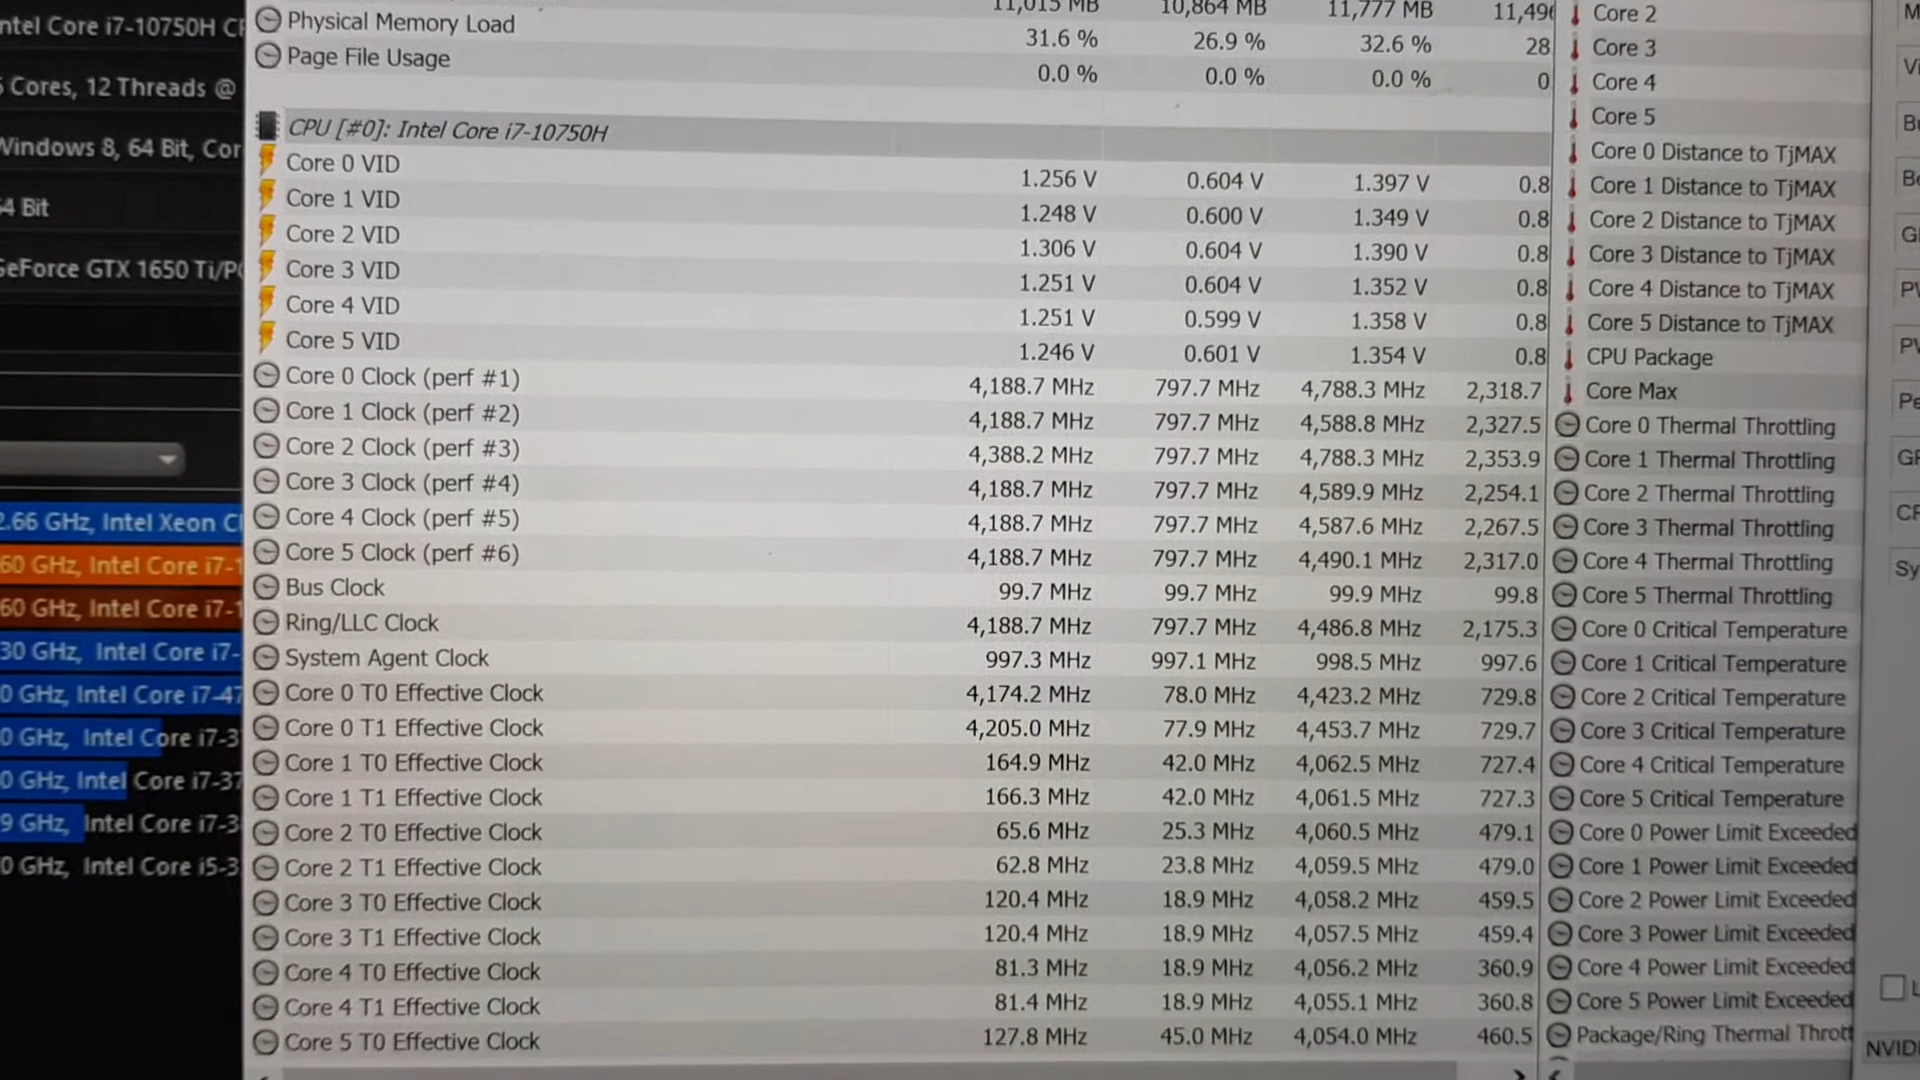 ntel Core i7-10750H CF
Cores, 12 Threads @
Windows 8, 64 Bit, Cor
64 Bit
GeForce GTX 1650 Ti/PC
2.66 GHz, Intel Xeon C
60 GHz, Intel Core i7-1
60 GHz, Intel Core i7-1
30 GHz, Intel Core i7-
0 GHz, Intel Core i7-47
0 GHz, Intel Core i7-3
0 GHz, Intel Core i7-37
9 GHz, Intel Core i7-3
0 GHz, Intel Core i5-3
11,015 MB 10,864 MB 11,777 MB 11,496
Physical Memory Load 31.6 % 26.9 % 32.6 % 28
Page File Usage 0.0 % 0.0 % 0.0 % 0
CPU [#0]: Intel Core i7-10750H
Core 0 VID 1.256 V 0.604 V 1.397 V 0.8
Core 1 VID 1.248 V 0.600 V 1.349 V 0.8
Core 2 VID 1.306 V 0.604 V 1.390 V 0.8
Core 3 VID 1.251 V 0.604 V 1.352 V 0.8
Core 4 VID 1.251 V 0.599 V 1.358 V 0.8
Core 5 VID 1.246 V 0.601 V 1.354 V 0.8
Core 0 Clock (perf #1) 4,188.7 MHz 797.7 MHz 4,788.3 MHz 2,318.7
Core 1 Clock (perf #2) 4,188.7 MHz 797.7 MHz 4,588.8 MHz 2,327.5
Core 2 Clock (perf #3) 4,388.2 MHz 797.7 MHz 4,788.3 MHz 2,353.9
Core 3 Clock (perf #4) 4,188.7 MHz 797.7 MHz 4,589.9 MHz 2,254.1
Core 4 Clock (perf #5) 4,188.7 MHz 797.7 MHz 4,587.6 MHz 2,267.5
Core 5 Clock (perf #6) 4,188.7 MHz 797.7 MHz 4,490.1 MHz 2,317.0
Bus Clock 99.7 MHz 99.7 MHz 99.9 MHz 99.8
Ring/LLC Clock 4,188.7 MHz 797.7 MHz 4,486.8 MHz 2,175.3
System Agent Clock 997.3 MHz 997.1 MHz 998.5 MHz 997.6
Core 0 T0 Effective Clock 4,174.2 MHz 78.0 MHz 4,423.2 MHz 729.8
Core 0 T1 Effective Clock 4,205.0 MHz 77.9 MHz 4,453.7 MHz 729.7
Core 1 T0 Effective Clock 164.9 MHz 42.0 MHz 4,062.5 MHz 727.4
Core 1 T1 Effective Clock 166.3 MHz 42.0 MHz 4,061.5 MHz 727.3
Core 2 T0 Effective Clock 65.6 MHz 25.3 MHz 4,060.5 MHz 479.1
Core 2 T1 Effective Clock 62.8 MHz 23.8 MHz 4,059.5 MHz 479.0
Core 3 T0 Effective Clock 120.4 MHz 18.9 MHz 4,058.2 MHz 459.5
Core 3 T1 Effective Clock 120.4 MHz 18.9 MHz 4,057.5 MHz 459.4
Core 4 T0 Effective Clock 81.3 MHz 18.9 MHz 4,056.2 MHz 360.9
Core 4 T1 Effective Clock 81.4 MHz 18.9 MHz 4,055.1 MHz 360.8
Core 5 T0 Effective Clock 127.8 MHz 45.0 MHz 4,054.0 MHz 460.5
Core 2
Core 3
Core 4
Core 5
Core 0 Distance to TjMAX
Core 1 Distance to TjMAX
Core 2 Distance to TjMAX
Core 3 Distance to TjMAX
Core 4 Distance to TjMAX
Core 5 Distance to TjMAX
CPU Package
Core Max
Core 0 Thermal Throttling
Core 1 Thermal Throttling
Core 2 Thermal Throttling
Core 3 Thermal Throttling
Core 4 Thermal Throttling
Core 5 Thermal Throttling
Core 0 Critical Temperature
Core 1 Critical Temperature
Core 2 Critical Temperature
Core 3 Critical Temperature
Core 4 Critical Temperature
Core 5 Critical Temperature
Core 0 Power Limit Exceeded
Core 1 Power Limit Exceeded
Core 2 Power Limit Exceeded
Core 3 Power Limit Exceeded
Core 4 Power Limit Exceeded
Core 5 Power Limit Exceeded
Package/Ring Thermal Thrott
NVIDI